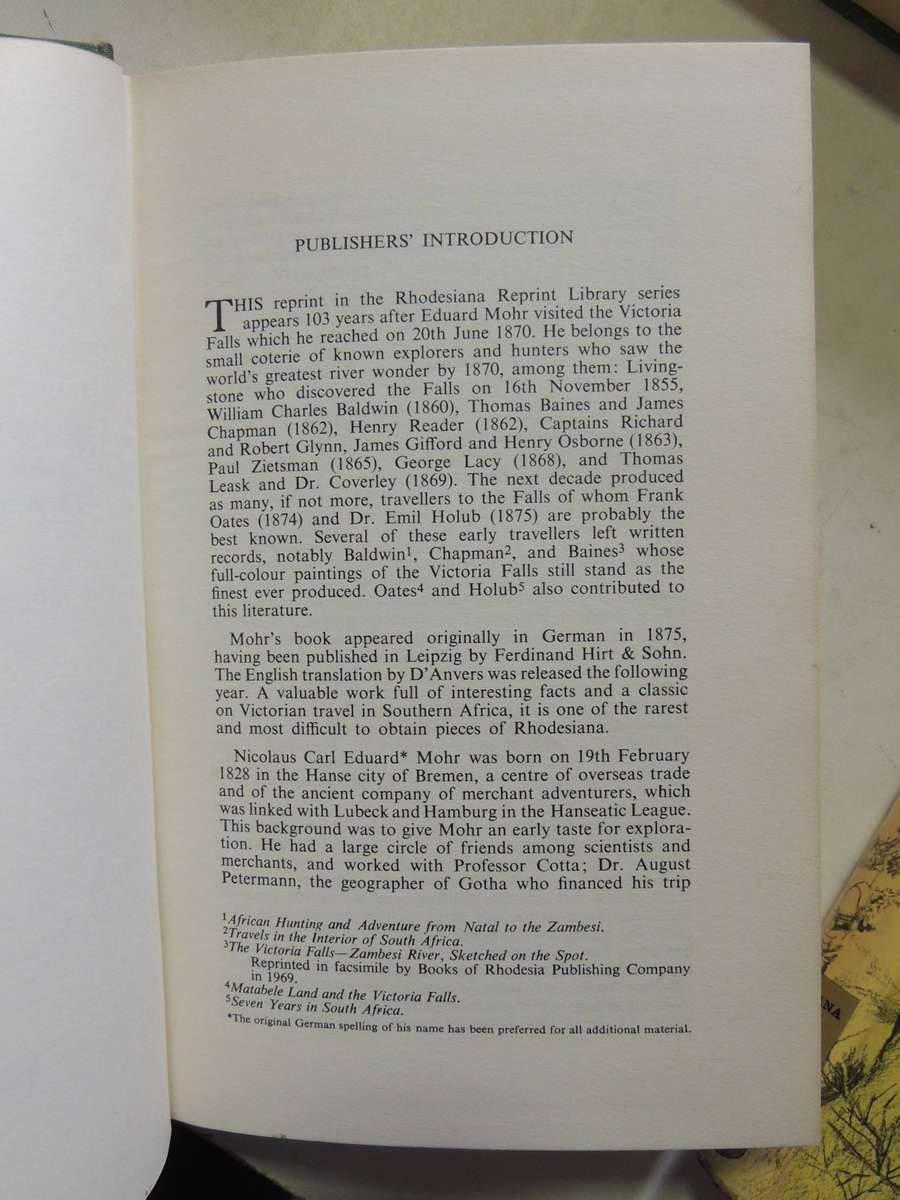 PUBLISHERS' INTRODUCTION
THIS reprint in the Rhodesiana Reprint Library series
appears 103 years after Eduard Mohr visited the Victoria
Falls which he reached on 20th June 1870. He belongs to the
small coterie of known explorers and hunters who saw the
world's greatest river wonder by 1870, among them: Living-
stone who discovered the Falls on 16th November 1855,
William Charles Baldwin (1860), Thomas Baines and James
Chapman (1862), Henry Reader (1862), Captains Richard
and Robert Glynn, James Gifford and Henry Osborne (1863),
Paul Zietsman (1865), George Lacy (1868), and Thomas
Leask and Dr. Coverley (1869). The next decade produced
as many, if not more, travellers to the Falls of whom Frank
Oates (1874) and Dr. Emil Holub (1875) are probably the
best known. Several of these early travellers left written
records, notably Baldwin¹, Chapman², and Baines³ whose
full-colour paintings of the Victoria Falls still stand as the
finest ever produced. Oates⁴ and Holub⁵ also contributed to
this literature.
Mohr's book appeared originally in German in 1875,
having been published in Leipzig by Ferdinand Hirt & Sohn.
The English translation by D'Anvers was released the following
year. A valuable work full of interesting facts and a classic
on Victorian travel in Southern Africa, it is one of the rarest
and most difficult to obtain pieces of Rhodesiana.
Nicolaus Carl Eduard* Mohr was born on 19th February
1828 in the Hanse city of Bremen, a centre of overseas trade
and of the ancient company of merchant adventurers, which
was linked with Lubeck and Hamburg in the Hanseatic League.
This background was to give Mohr an early taste for explora-
tion. He had a large circle of friends among scientists and
merchants, and worked with Professor Cotta; Dr. August
Petermann, the geographer of Gotha who financed his trip
¹African Hunting and Adventure from Natal to the Zambesi.
²Travels in the Interior of South Africa.
³The Victoria Falls—Zambesi River, Sketched on the Spot.
Reprinted in facsimile by Books of Rhodesia Publishing Company
in 1969.
⁴Matabele Land and the Victoria Falls.
⁵Seven Years in South Africa.
*The original German spelling of his name has been preferred for all additional material.